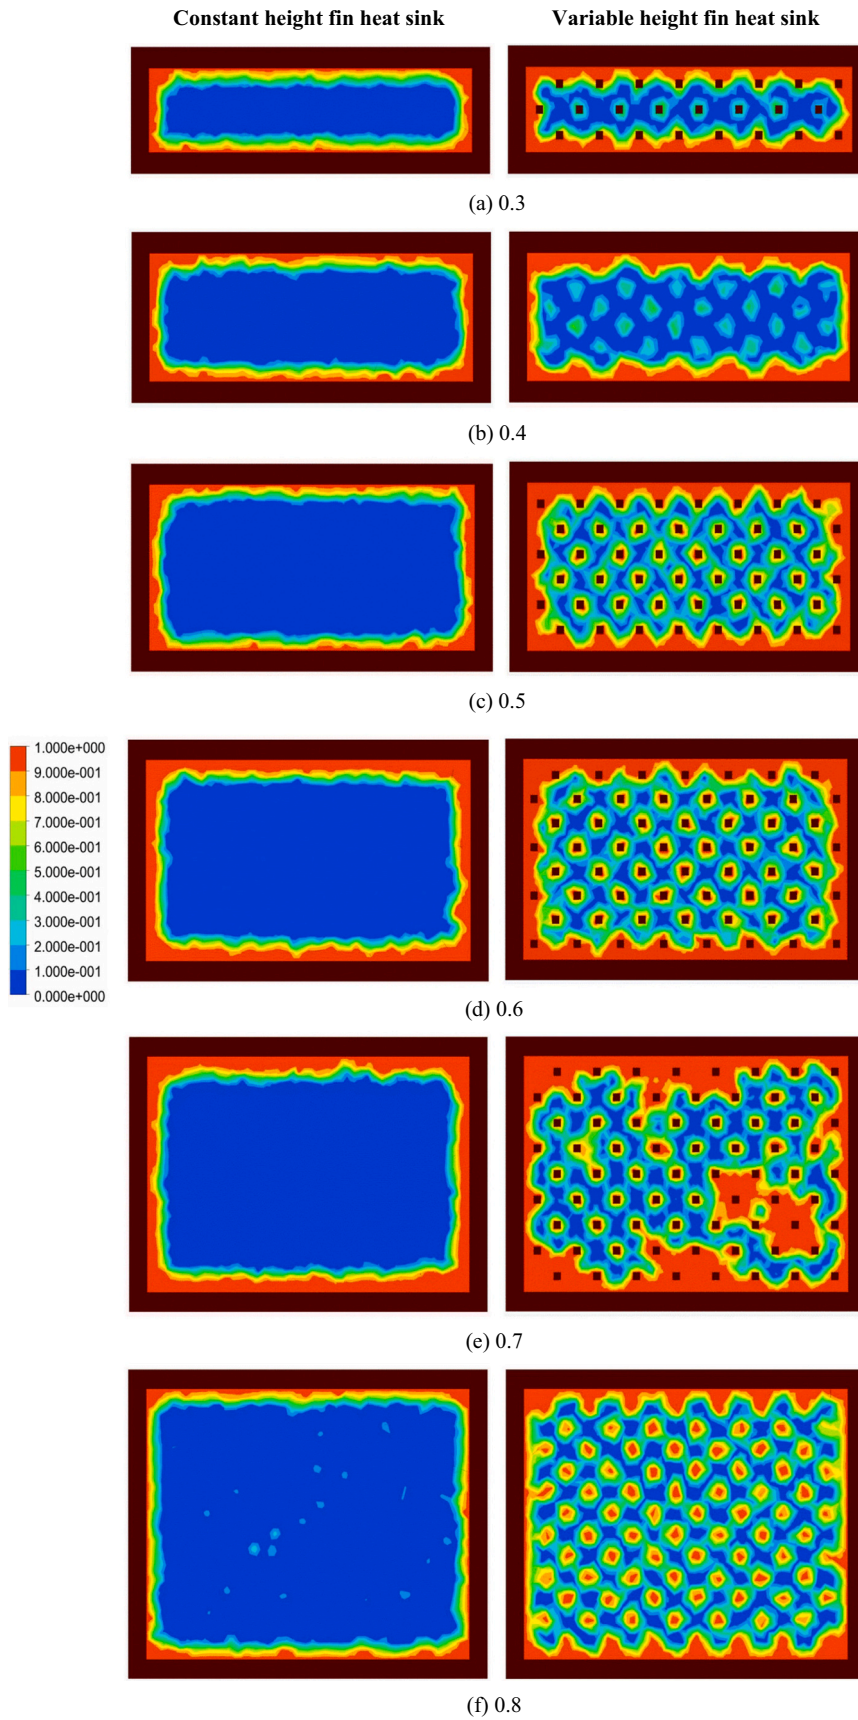 Constant height fin heat sink Variable height fin heat sink
(a) 0.3
(b) 0.4
(c) 0.5
1.000e+000
9.000e-001
8.000e-001
7.000e-001
6.000e-001
5.000e-001
4.000e-001
3.000e-001
2.000e-001
1.000e-001
0.000e+000
(d) 0.6
(e) 0.7
(f) 0.8